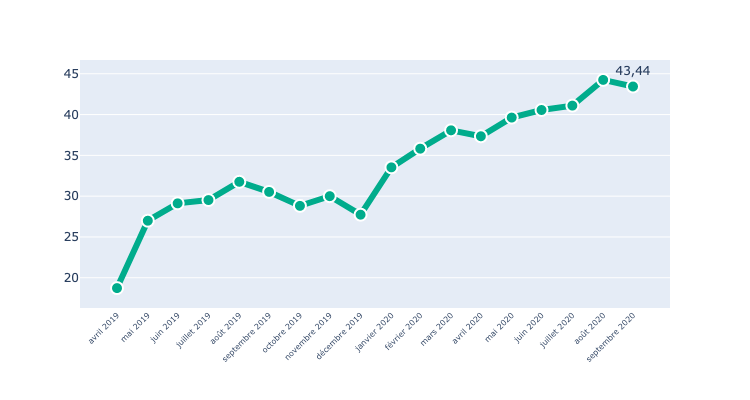 43,44
45
40
35
30
25
20
avril 2019
mai 2019
juin 2019
juillet 2019
août 2019
septembre 2019
octobre 2019
novembre 2019
décembre 2019
janvier 2020
février 2020
mars 2020
avril 2020
mai 2020
juin 2020
juillet 2020
août 2020
septembre 2020